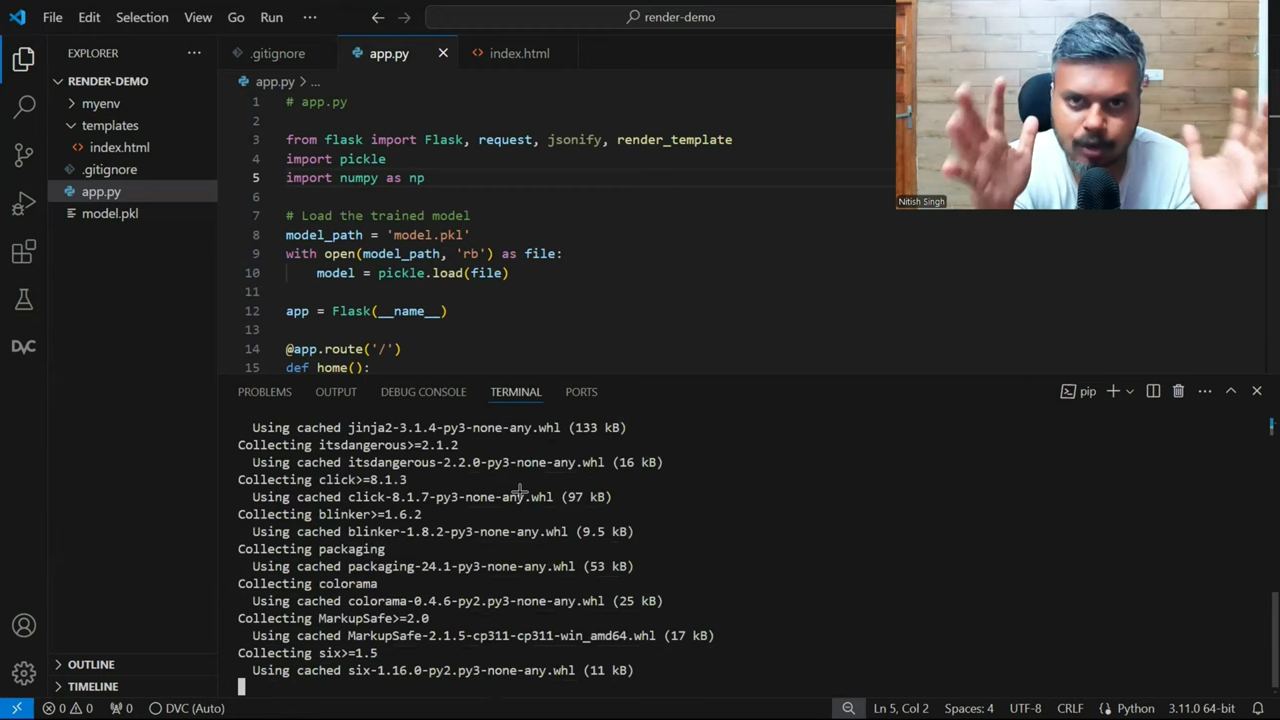 File Edit Selection View Go Run ··· render-demo
EXPLORER ···
RENDER-DEMO
myenv
templates
index.html
.gitignore
app.py
model.pkl
OUTLINE
TIMELINE
DVC
.gitignore app.py index.html
app.py ...
1 # app.py
2
3 from flask import Flask, request, jsonify, render_template
4 import pickle
5 import numpy as np
6
7 # Load the trained model
8 model_path = 'model.pkl'
9 with open(model_path, 'rb') as file:
10 model = pickle.load(file)
11
12 app = Flask(__name__)
13
14 @app.route('/')
15 def home():
Nitish Singh
PROBLEMS OUTPUT DEBUG CONSOLE TERMINAL PORTS pip
Using cached jinja2-3.1.4-py3-none-any.whl (133 kB)
Collecting itsdangerous>=2.1.2
Using cached itsdangerous-2.2.0-py3-none-any.whl (16 kB)
Collecting click>=8.1.3
Using cached click-8.1.7-py3-none-any.whl (97 kB)
Collecting blinker>=1.6.2
Using cached blinker-1.8.2-py3-none-any.whl (9.5 kB)
Collecting packaging
Using cached packaging-24.1-py3-none-any.whl (53 kB)
Collecting colorama
Using cached colorama-0.4.6-py2.py3-none-any.whl (25 kB)
Collecting MarkupSafe>=2.0
Using cached MarkupSafe-2.1.5-cp311-cp311-win_amd64.whl (17 kB)
Collecting six>=1.5
Using cached six-1.16.0-py2.py3-none-any.whl (11 kB)
0 0 0 DVC (Auto) Ln 5, Col 2 Spaces: 4 UTF-8 CRLF Python 3.11.0 64-bit